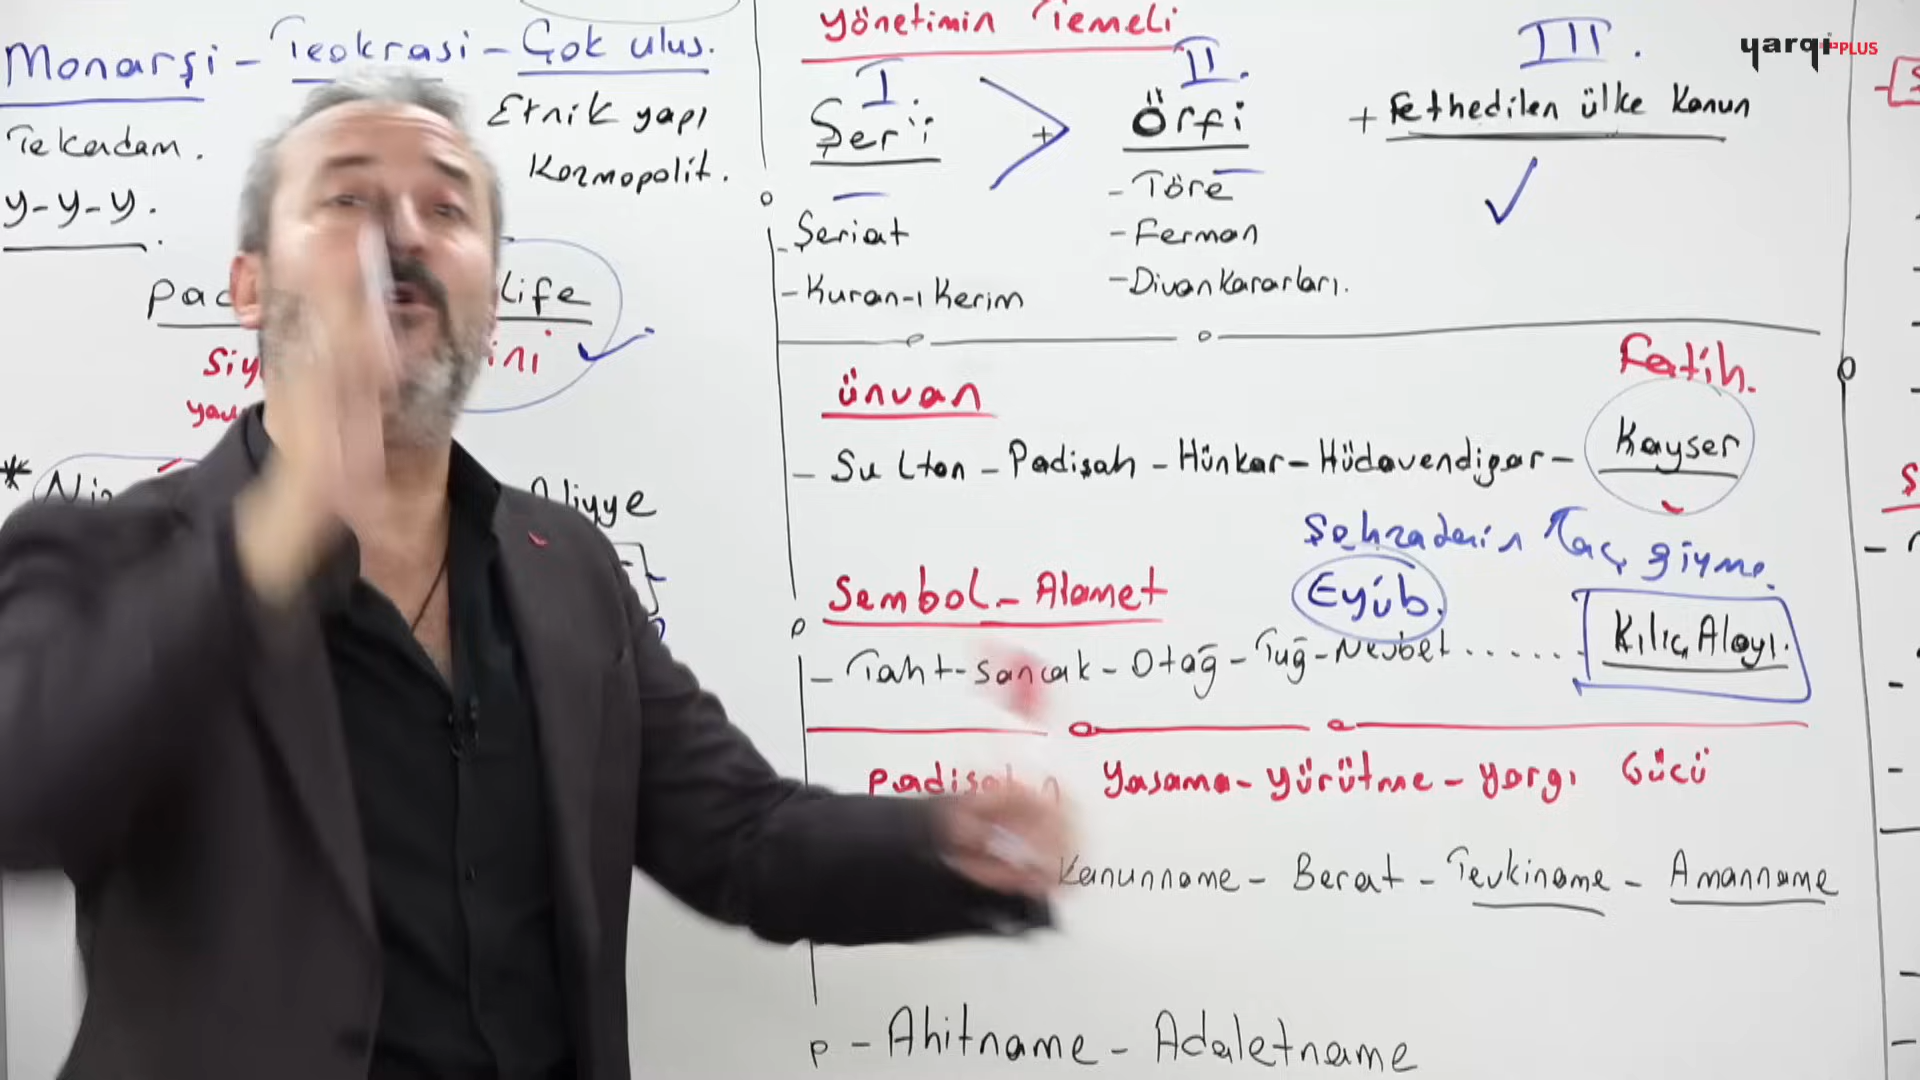 Monarşi - Teokrasi - Çok ulus.
Tekadam.
Etnik yapı
Kozmopolit.
y-y-y.
life
ini
*
Aliyye
yönetimin Temeli
I. II. III.
Şer'i + Örfi + Fethedilen ülke Kanun
- Şeriat
- Kuran-ı Kerim
- Töre
- Ferman
- Divan Kararları.
ünvan
Fatih.
- Sultan - Padişah - Hünkar - Hüdavendigar - Kayser
Şehzadenin Taç giyme.
Sembol - Alamet
Eyüb.
- Taht - Sancak - Otağ - Tuğ - Nevbet ...... Kılıç Alayı.
Yasama - yürütme - yargı Gücü
Kanunname - Berat - Tevkiname - Amanname
- Ahitname - Adaletname
yargı PLUS